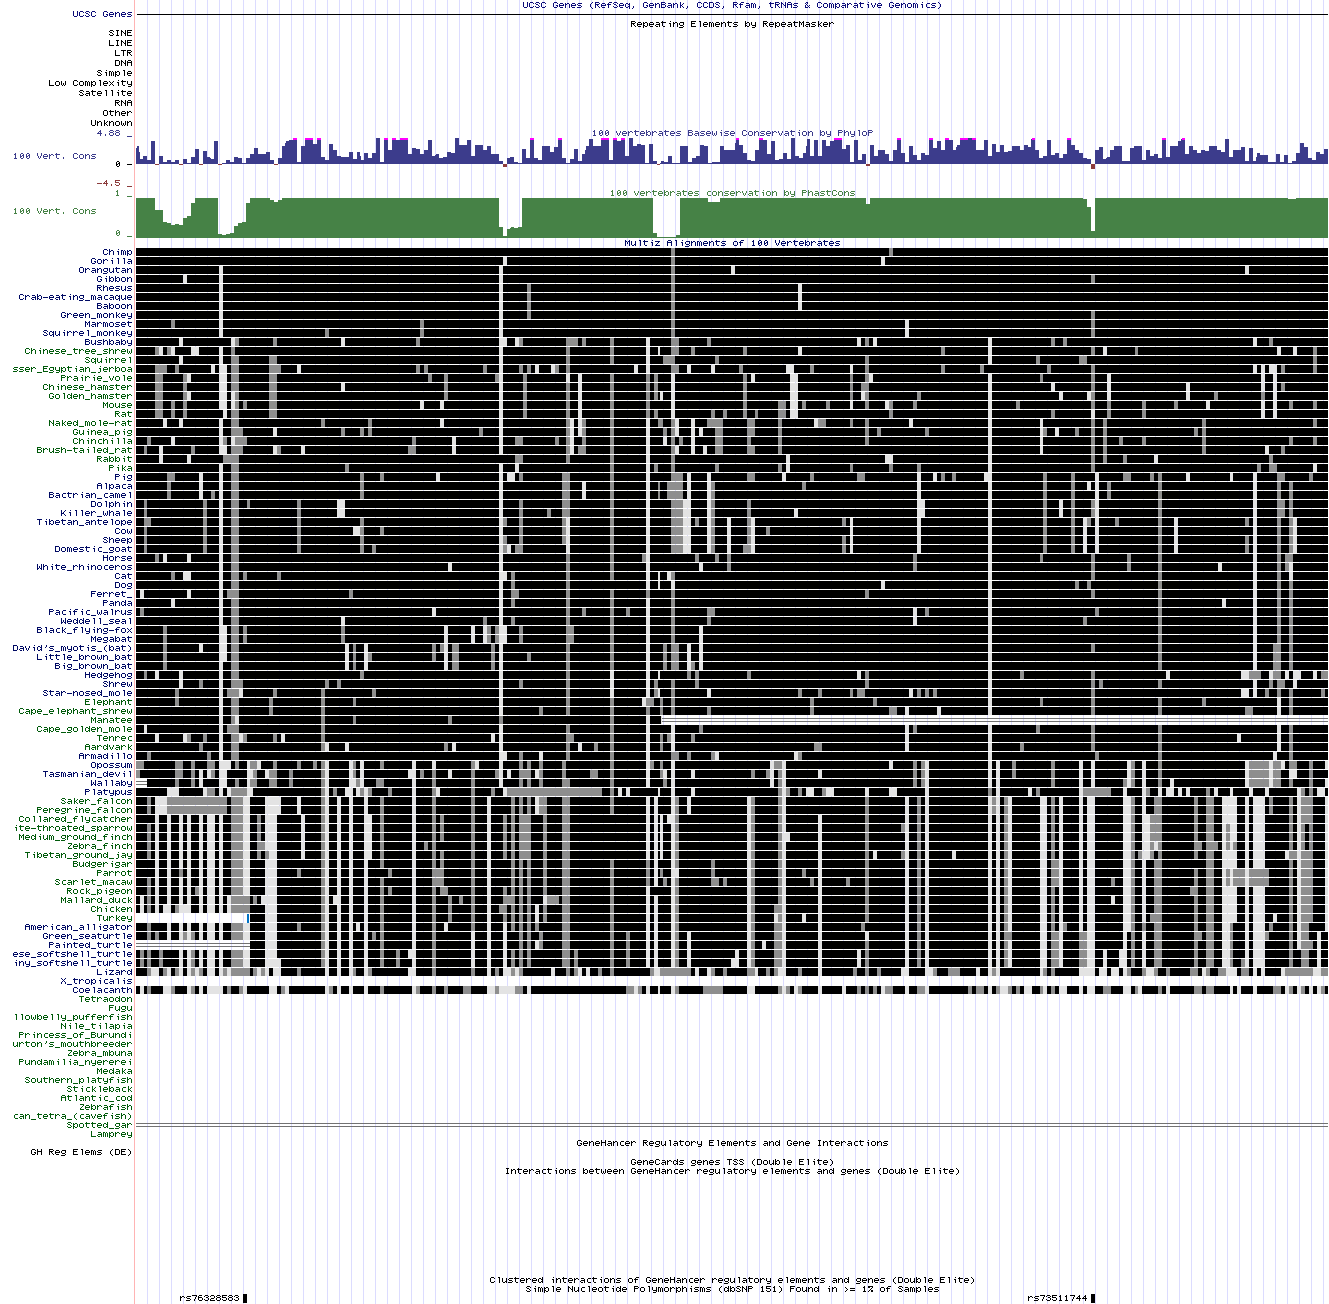 UCSC Genes (RefSeq, GenBank, CCDS, Rfam, tRNAs & Comparative Genomics)
UCSC Genes
Repeating Elements by RepeatMasker
SINE
LINE
LTR
DNA
Simple
Low Complexity
Satellite
RNA
Other
Unknown
4.88 _
100 vertebrates Basewise Conservation by PhyloP
100 Vert. Cons
0 _
-4.5 _
1 _
100 vertebrates conservation by PhastCons
100 Vert. Cons
0 _
Multiz Alignments of 100 Vertebrates
Chimp
Gorilla
Orangutan
Gibbon
Rhesus
Crab-eating_macaque
Baboon
Green_monkey
Marmoset
Squirrel_monkey
Bushbaby
Chinese_tree_shrew
Squirrel
sser_Egyptian_jerboa
Prairie_vole
Chinese_hamster
Golden_hamster
Mouse
Rat
Naked_mole-rat
Guinea_pig
Chinchilla
Brush-tailed_rat
Rabbit
Pika
Pig
Alpaca
Bactrian_camel
Dolphin
Killer_whale
Tibetan_antelope
Cow
Sheep
Domestic_goat
Horse
White_rhinoceros
Cat
Dog
Ferret_
Panda
Pacific_walrus
Weddell_seal
Black_flying-fox
Megabat
David's_myotis_(bat)
Little_brown_bat
Big_brown_bat
Hedgehog
Shrew
Star-nosed_mole
Elephant
Cape_elephant_shrew
Manatee
Cape_golden_mole
Tenrec
Aardvark
Armadillo
Opossum
Tasmanian_devil
Wallaby
Platypus
Saker_falcon
Peregrine_falcon
Collared_flycatcher
ite-throated_sparrow
Medium_ground_finch
Zebra_finch
Tibetan_ground_jay
Budgerigar
Parrot
Scarlet_macaw
Rock_pigeon
Mallard_duck
Chicken
Turkey
American_alligator
Green_seaturtle
Painted_turtle
ese_softshell_turtle
iny_softshell_turtle
Lizard
X_tropicalis
Coelacanth
Tetraodon
Fugu
llowbelly_pufferfish
Nile_tilapia
Princess_of_Burundi
urton's_mouthbreeder
Zebra_mbuna
Pundamilia_nyererei
Medaka
Southern_platyfish
Stickleback
Atlantic_cod
Zebrafish
can_tetra_(cavefish)
Spotted_gar
Lamprey
GeneHancer Regulatory Elements and Gene Interactions
GH Reg Elems (DE)
GeneCards genes TSS (Double Elite)
Interactions between GeneHancer regulatory elements and genes (Double Elite)
Clustered interactions of GeneHancer regulatory elements and genes (Double Elite)
Simple Nucleotide Polymorphisms (dbSNP 151) Found in >= 1% of Samples
rs76328583 rs73511744